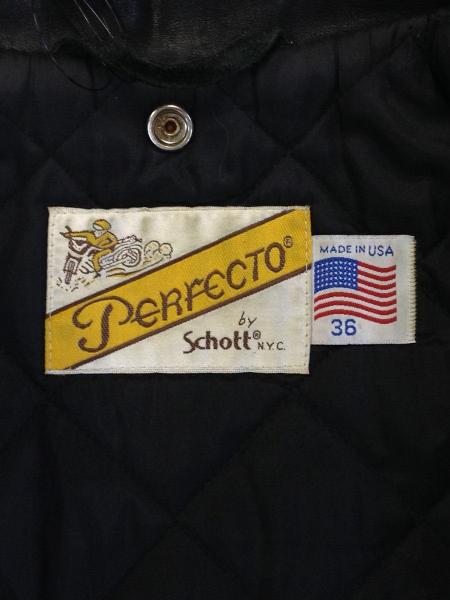 PERFECTO®
by
Schott® N.Y.C.
MADE IN USA
36